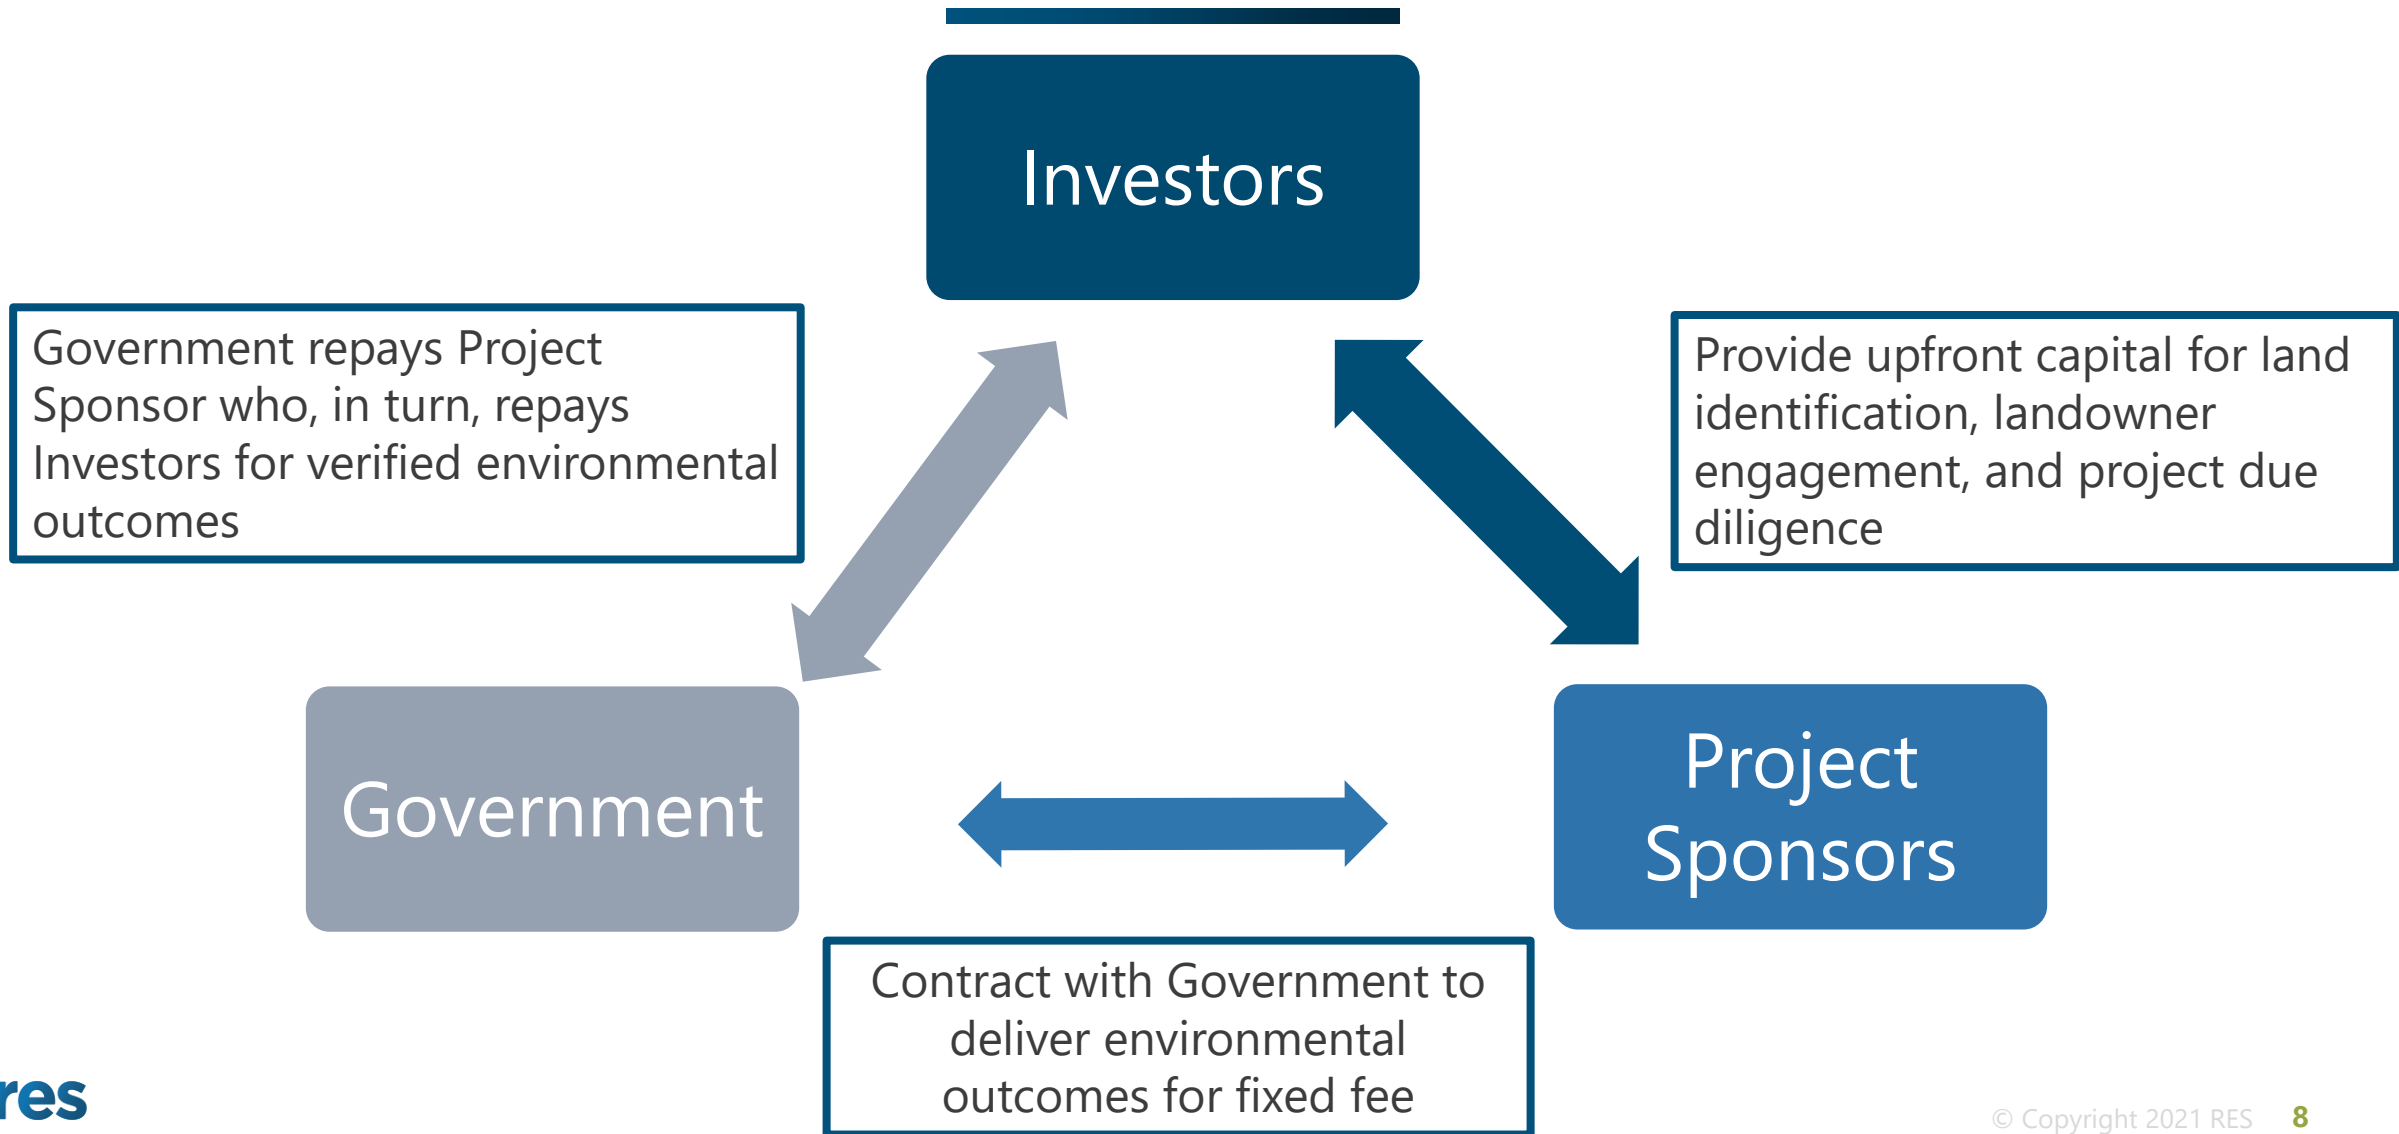 Investors
Government repays Project
Sponsor who, in turn, repays
Investors for verified environmental
outcomes
Provide upfront capital for land
identification, landowner
engagement, and project due
diligence
Government
Project
Sponsors
Contract with Government to
deliver environmental
outcomes for fixed fee
res
© Copyright 2021 RES 8